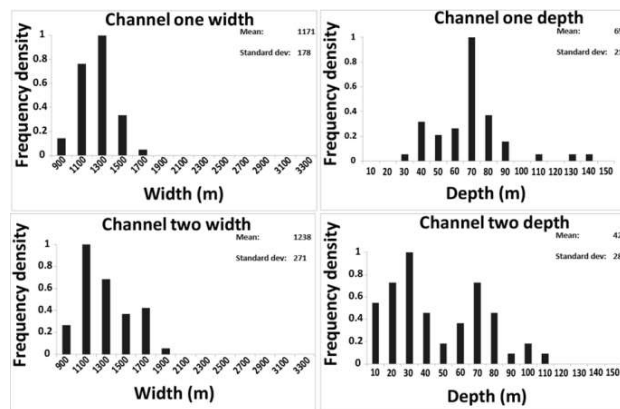 Channel one width
Mean: 1171
Standard dev: 178
Frequency density
1
0.8
0.6
0.4
0.2
0
900 1100 1300 1500 1700 1900 2100 2300 2500 2700 2900 3100 3300
Width (m)
Channel one depth
Mean:
Standard dev:
Frequency density
1
0.8
0.6
0.4
0.2
0
10 20 30 40 50 60 70 80 90 100 110 120 130 140 150
Depth (m)
Channel two width
Mean: 1238
Standard dev: 271
Frequency density
1
0.8
0.6
0.4
0.2
0
900 1100 1300 1500 1700 1900 2100 2300 2500 2700 2900 3100 3300
Width (m)
Channel two depth
Mean: 42
Standard dev: 28
Frequency density
1
0.8
0.6
0.4
0.2
0
10 20 30 40 50 60 70 80 90 100 110 120 130 140 150
Depth (m)